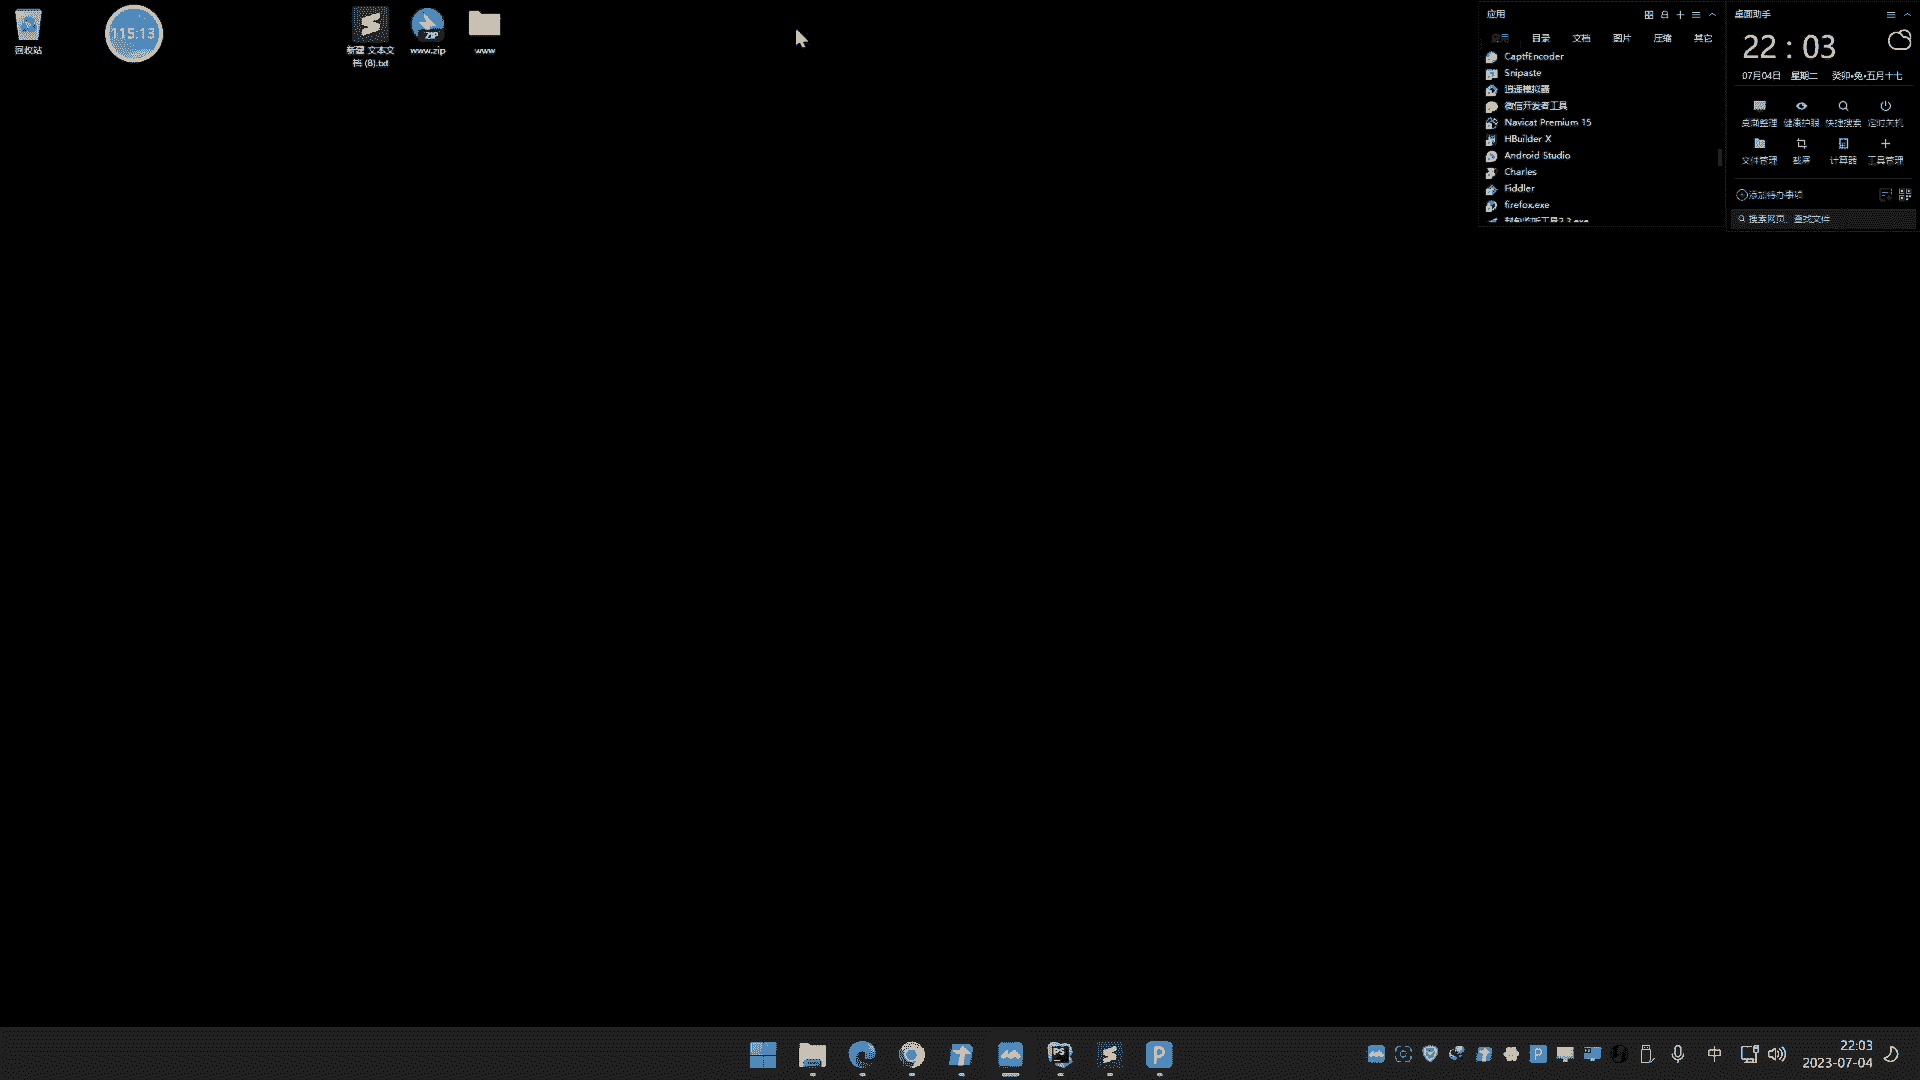 回收站
115:13
新建 文本文
档 (8).txt
ZIP
www.zip
www
应用
应用 目录 文档 图片 压缩 其它
CaptfEncoder
Snipaste
逍遥模拟器
微信开发者工具
Navicat Premium 15
HBuilder X
Android Studio
Charles
Fiddler
firefox.exe
桌面助手
22 : 03
07月04日 星期二 癸卯•兔•五月十七
桌面整理 健康护眼 快捷搜索 定时关机
文件管理 截屏 计算器 工具管理
添加待办事项
搜索网页、查找文件
PS
P
P
中
22:03
2023-07-04